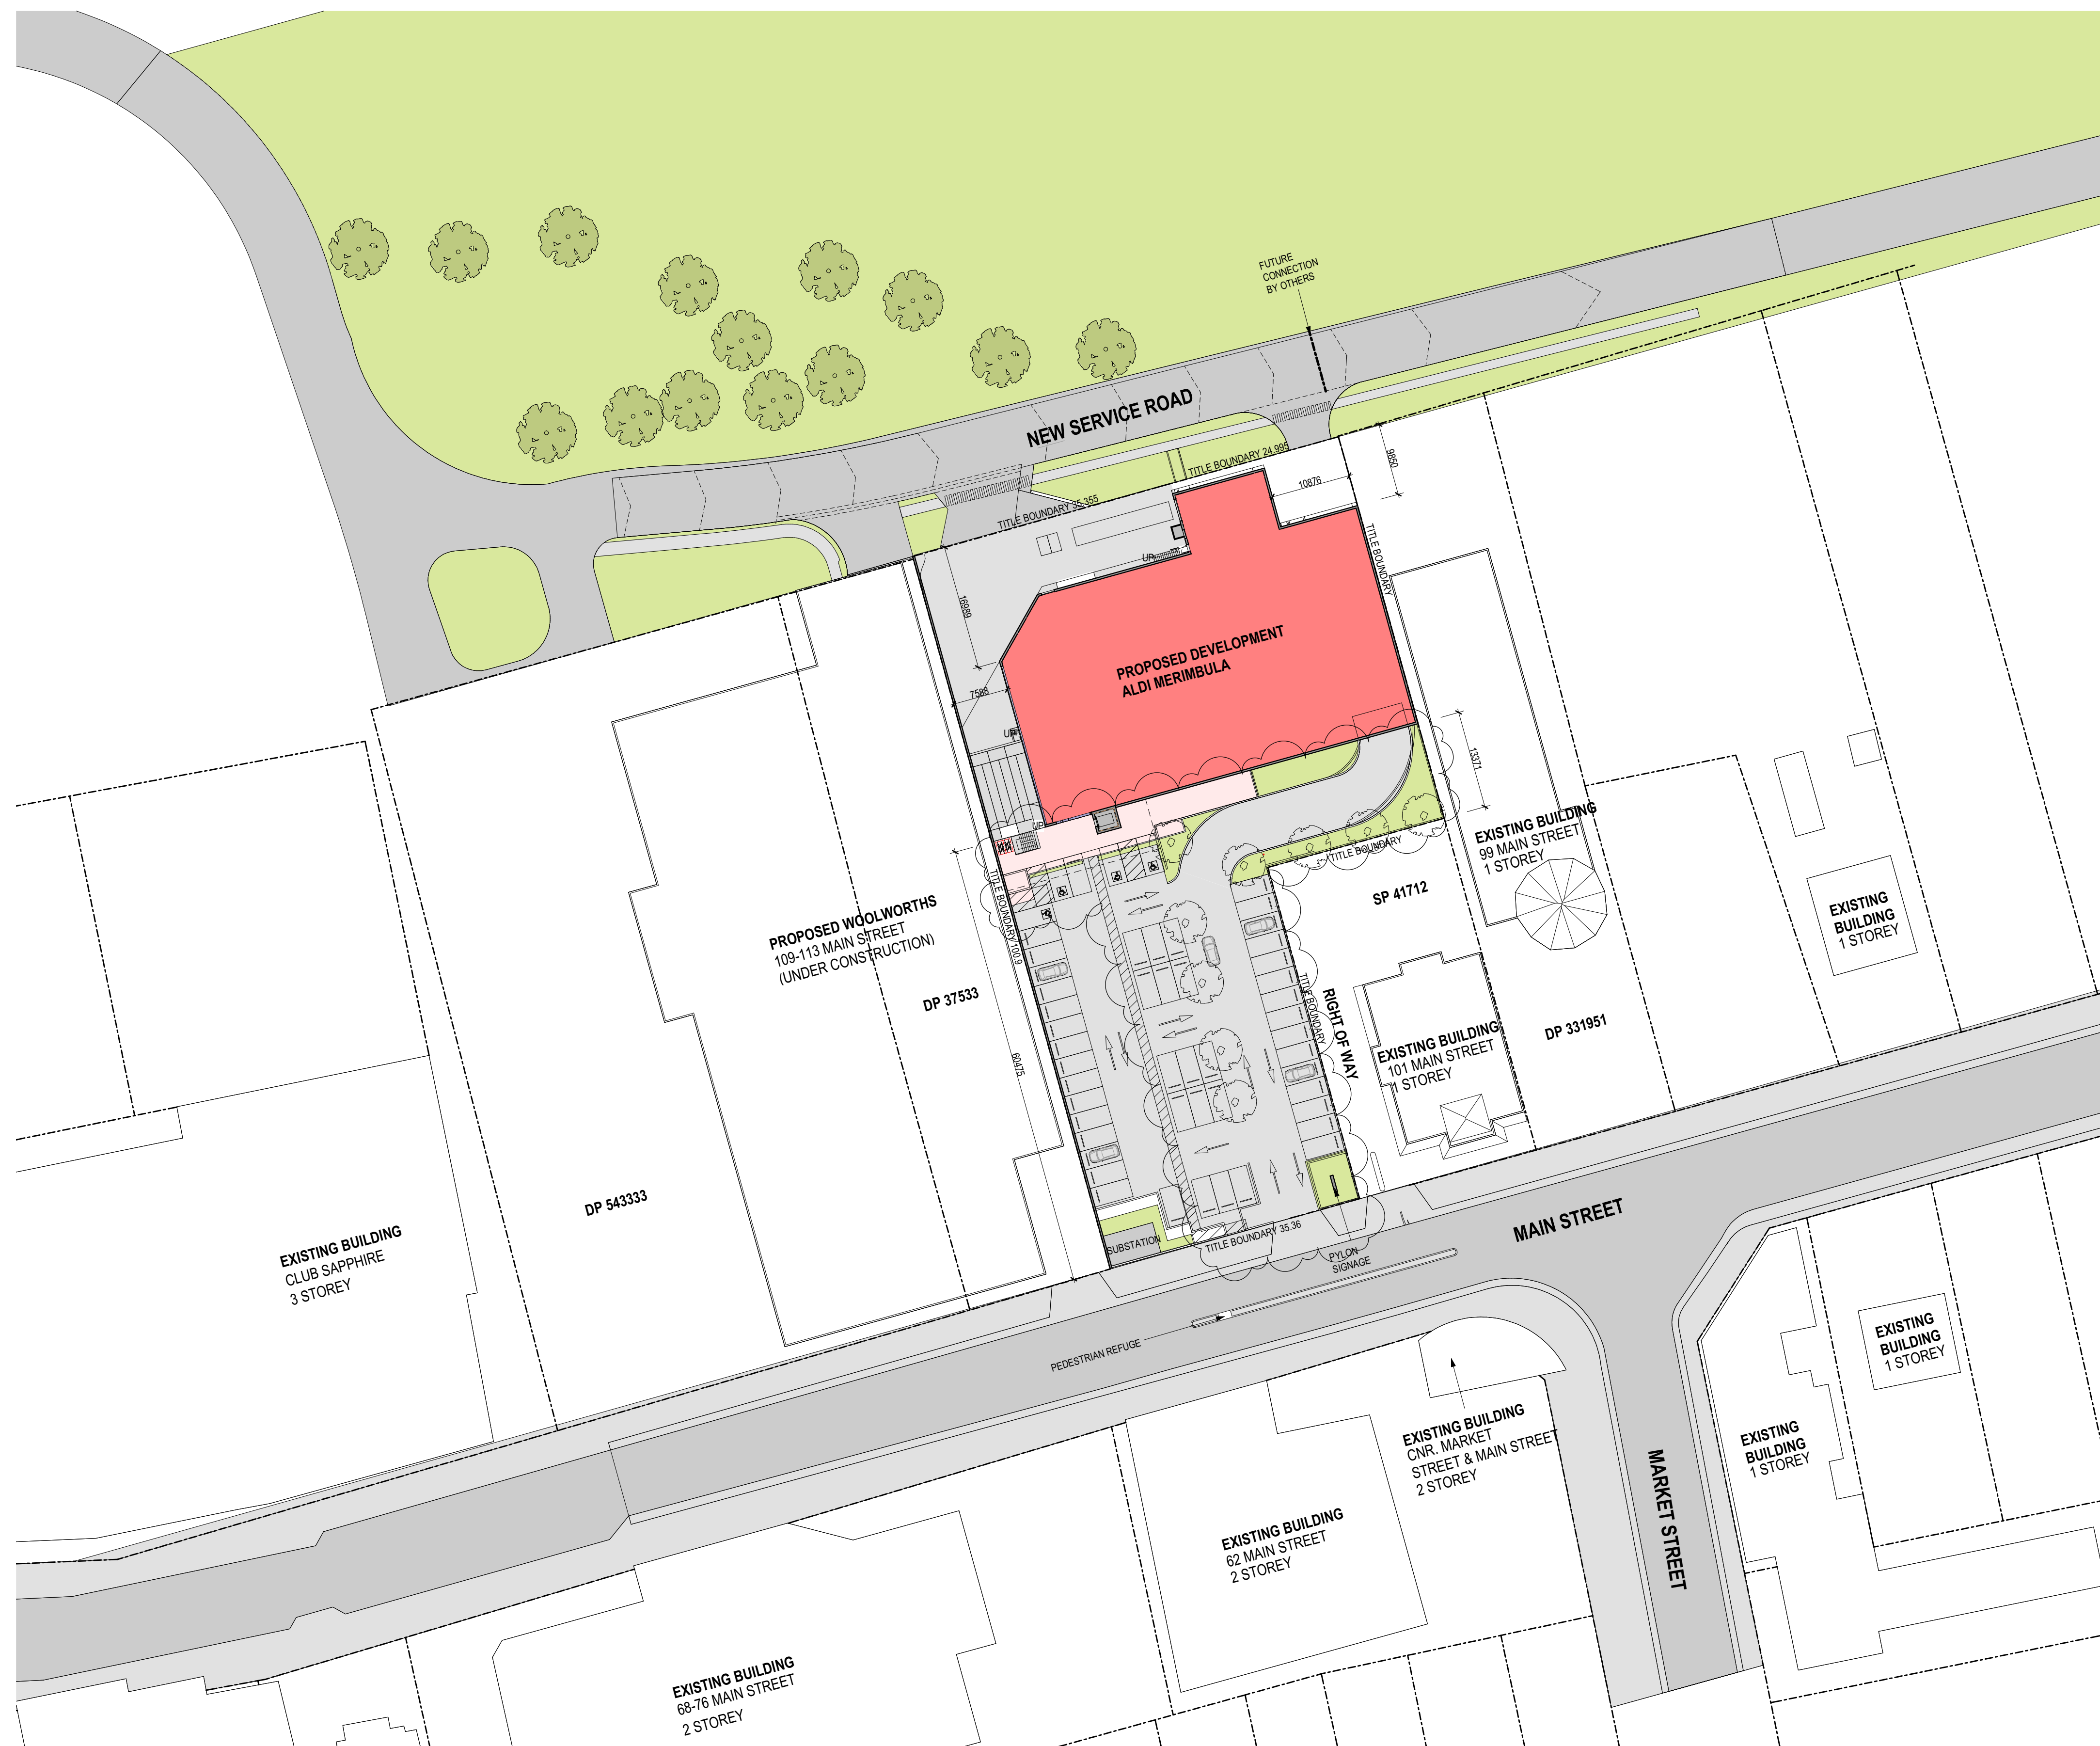 FUTURE
CONNECTION
BY OTHERS
NEW SERVICE ROAD
TITLE BOUNDARY 24.995
9850
10876
TITLE BOUNDARY 35.355
UP
TITLE BOUNDARY
16989
PROPOSED DEVELOPMENT
ALDI MERIMBULA
7588
UP
13371
UP
EXISTING BUILDING
99 MAIN STREET
1 STOREY
TITLE BOUNDARY
SP 41712
TITLE BOUNDARY 100.9
PROPOSED WOOLWORTHS
109-113 MAIN STREET
(UNDER CONSTRUCTION)
DP 37533
EXISTING
BUILDING
1 STOREY
TITLE BOUNDARY
RIGHT OF WAY
EXISTING BUILDING
101 MAIN STREET
1 STOREY
DP 331951
60475
DP 543333
EXISTING BUILDING
CLUB SAPPHIRE
3 STOREY
SUBSTATION
TITLE BOUNDARY 35.36
PYLON
SIGNAGE
MAIN STREET
PEDESTRIAN REFUGE
EXISTING
BUILDING
1 STOREY
EXISTING BUILDING
CNR. MARKET
STREET & MAIN STREET
2 STOREY
EXISTING
BUILDING
1 STOREY
MARKET STREET
EXISTING BUILDING
62 MAIN STREET
2 STOREY
EXISTING BUILDING
68-76 MAIN STREET
2 STOREY